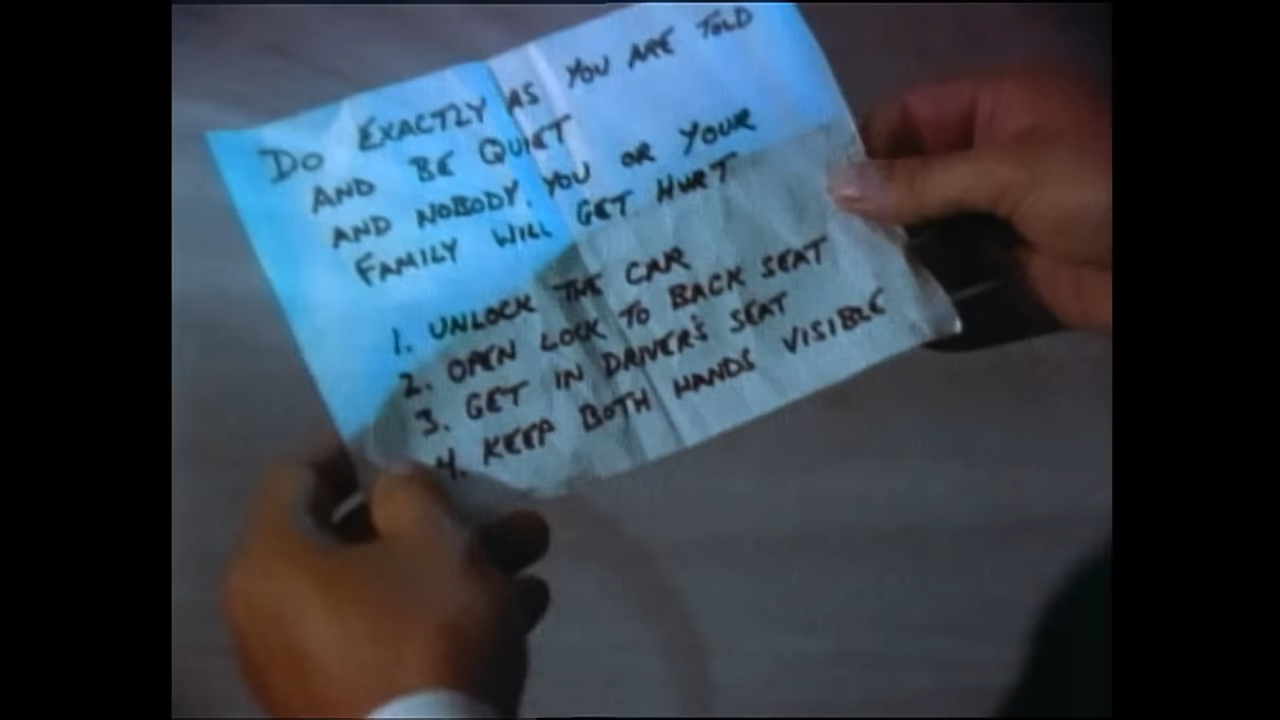 DO EXACTLY AS YOU ARE TOLD
AND BE QUIET
AND NOBODY, YOU OR YOUR
FAMILY WILL GET HURT
1. UNLOCK THE CAR
2. OPEN LOCK TO BACK SEAT
3. GET IN DRIVER'S SEAT
4. KEEP BOTH HANDS VISIBLE